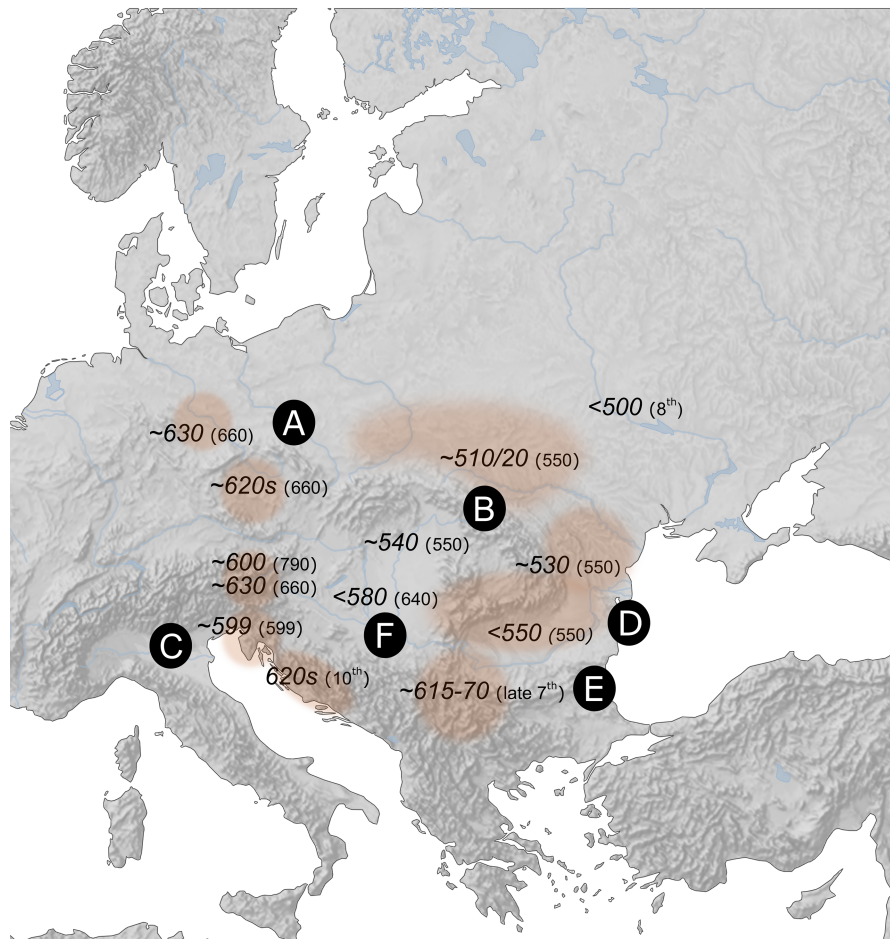 <500 (8th)
A
~630 (660)
~510/20 (550)
~620s (660)
B
~540 (550)
~600 (790)
~530 (550)
~630 (660)
<580 (640)
~599 (599)
F
D
<550 (550)
C
620s (10th)
~615-70 (late 7th)
E